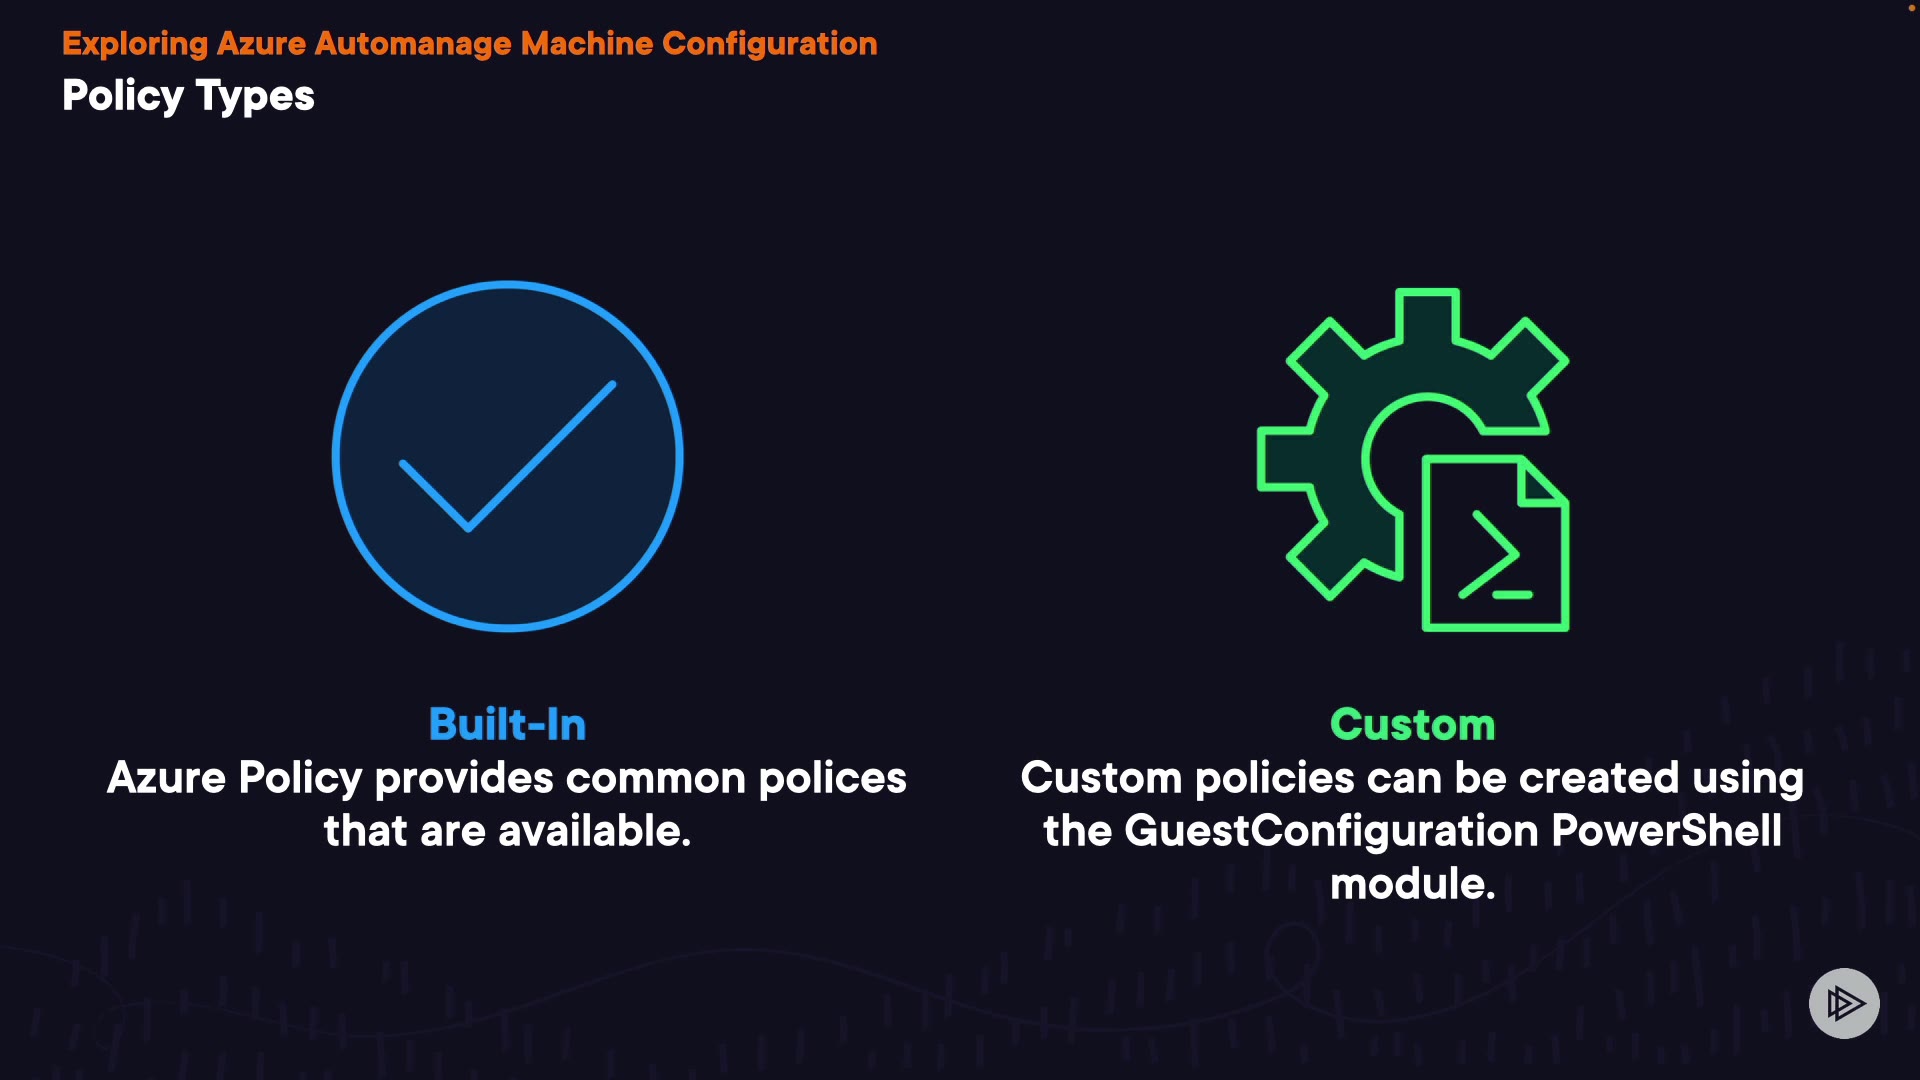 Exploring Azure Automanage Machine Configuration
Policy Types
Built-In
Azure Policy provides common polices
that are available.
Custom
Custom policies can be created using
the GuestConfiguration PowerShell
module.